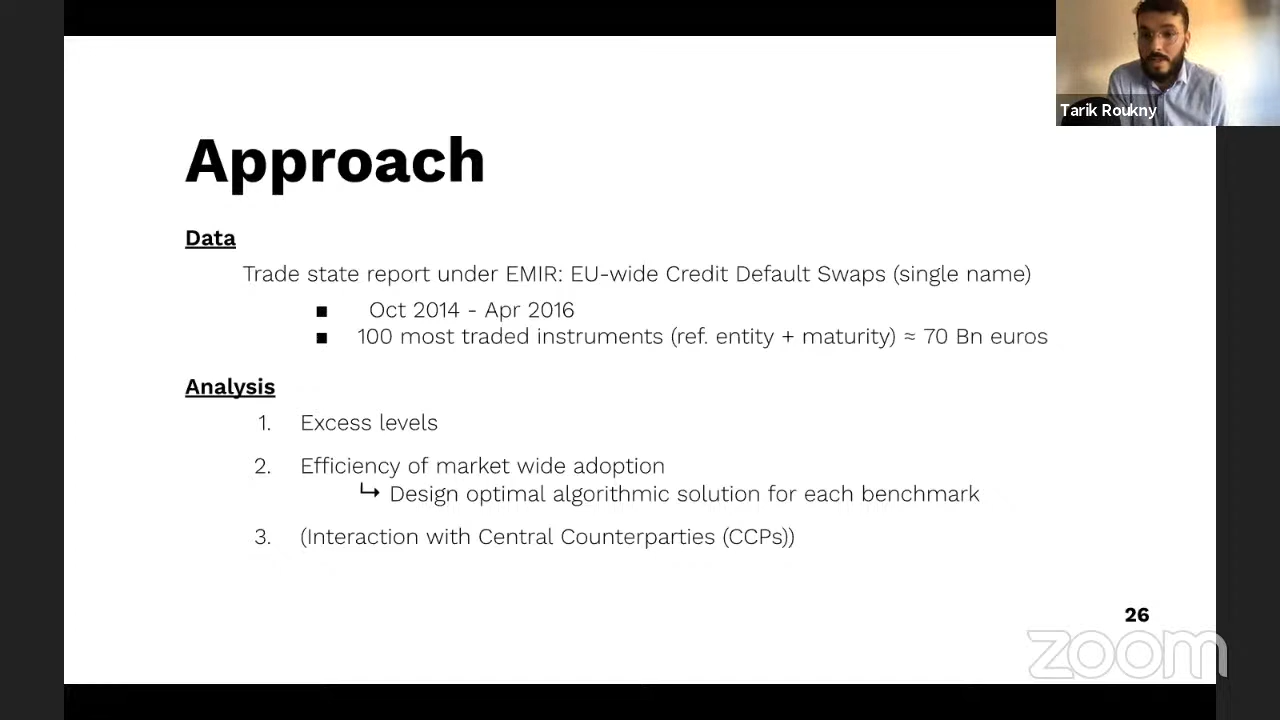 Tarik Roukny
Approach
Data
Trade state report under EMIR: EU-wide Credit Default Swaps (single name)
■ Oct 2014 - Apr 2016
■ 100 most traded instruments (ref. entity + maturity) ≈ 70 Bn euros
Analysis
1. Excess levels
2. Efficiency of market wide adoption
↳ Design optimal algorithmic solution for each benchmark
3. (Interaction with Central Counterparties (CCPs))
26
zoom